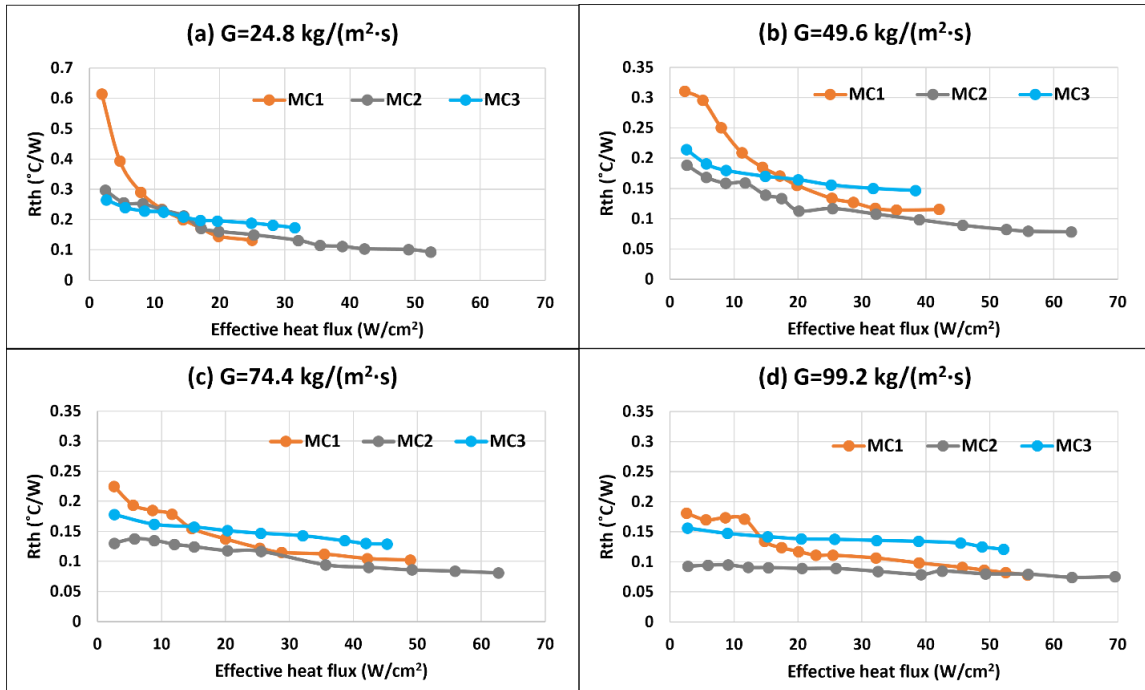 (a) G=24.8 kg/(m²·s)
0.7
0.6
0.5
0.4
0.3
0.2
0.1
0
Rth (˚C/W)
MC1 MC2 MC3
0 10 20 30 40 50 60 70
Effective heat flux (W/cm²)
(b) G=49.6 kg/(m²·s)
0.35
0.3
0.25
0.2
0.15
0.1
0.05
0
Rth (˚C/W)
MC1 MC2 MC3
0 10 20 30 40 50 60 70
Effective heat flux (W/cm²)
(c) G=74.4 kg/(m²·s)
0.35
0.3
0.25
0.2
0.15
0.1
0.05
0
Rth (˚C/W)
MC1 MC2 MC3
0 10 20 30 40 50 60 70
Effective heat flux (W/cm²)
(d) G=99.2 kg/(m²·s)
0.35
0.3
0.25
0.2
0.15
0.1
0.05
0
Rth (˚C/W)
MC1 MC2 MC3
0 10 20 30 40 50 60 70
Effective heat flux (W/cm²)